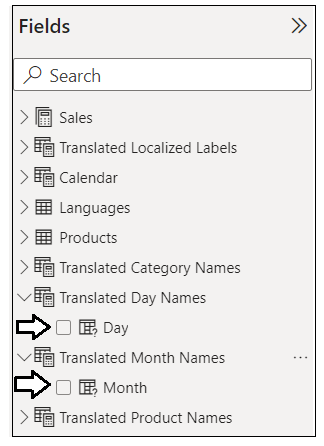 Fields
Search
Sales
Translated Localized Labels
Calendar
Languages
Products
Translated Category Names
Translated Day Names
Day
Translated Month Names
Month
Translated Product Names